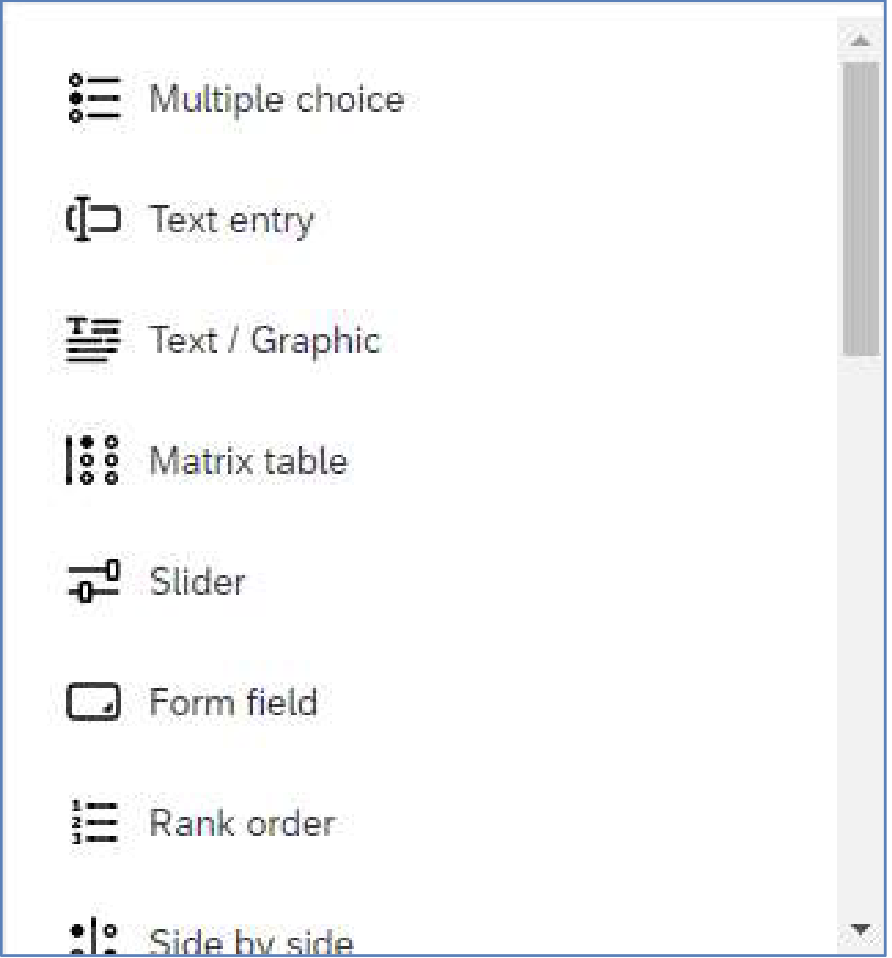 Multiple choice
Text entry
Text / Graphic
Matrix table
Slider
Form field
Rank order
Side by side